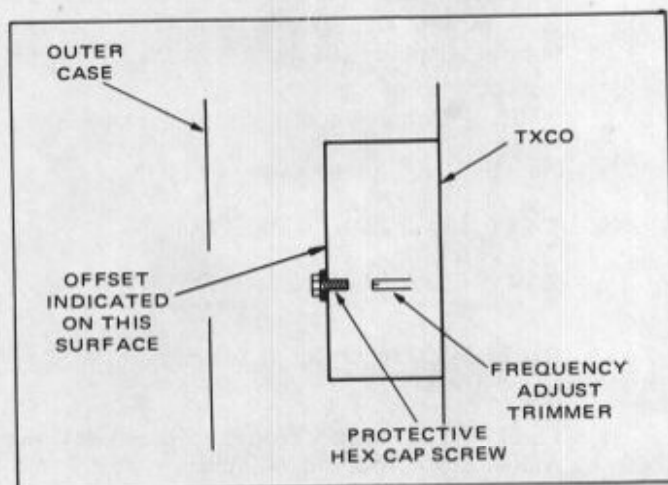 OUTER
CASE
TXCO
OFFSET
INDICATED
ON THIS
SURFACE
FREQUENCY
ADJUST
TRIMMER
PROTECTIVE
HEX CAP SCREW